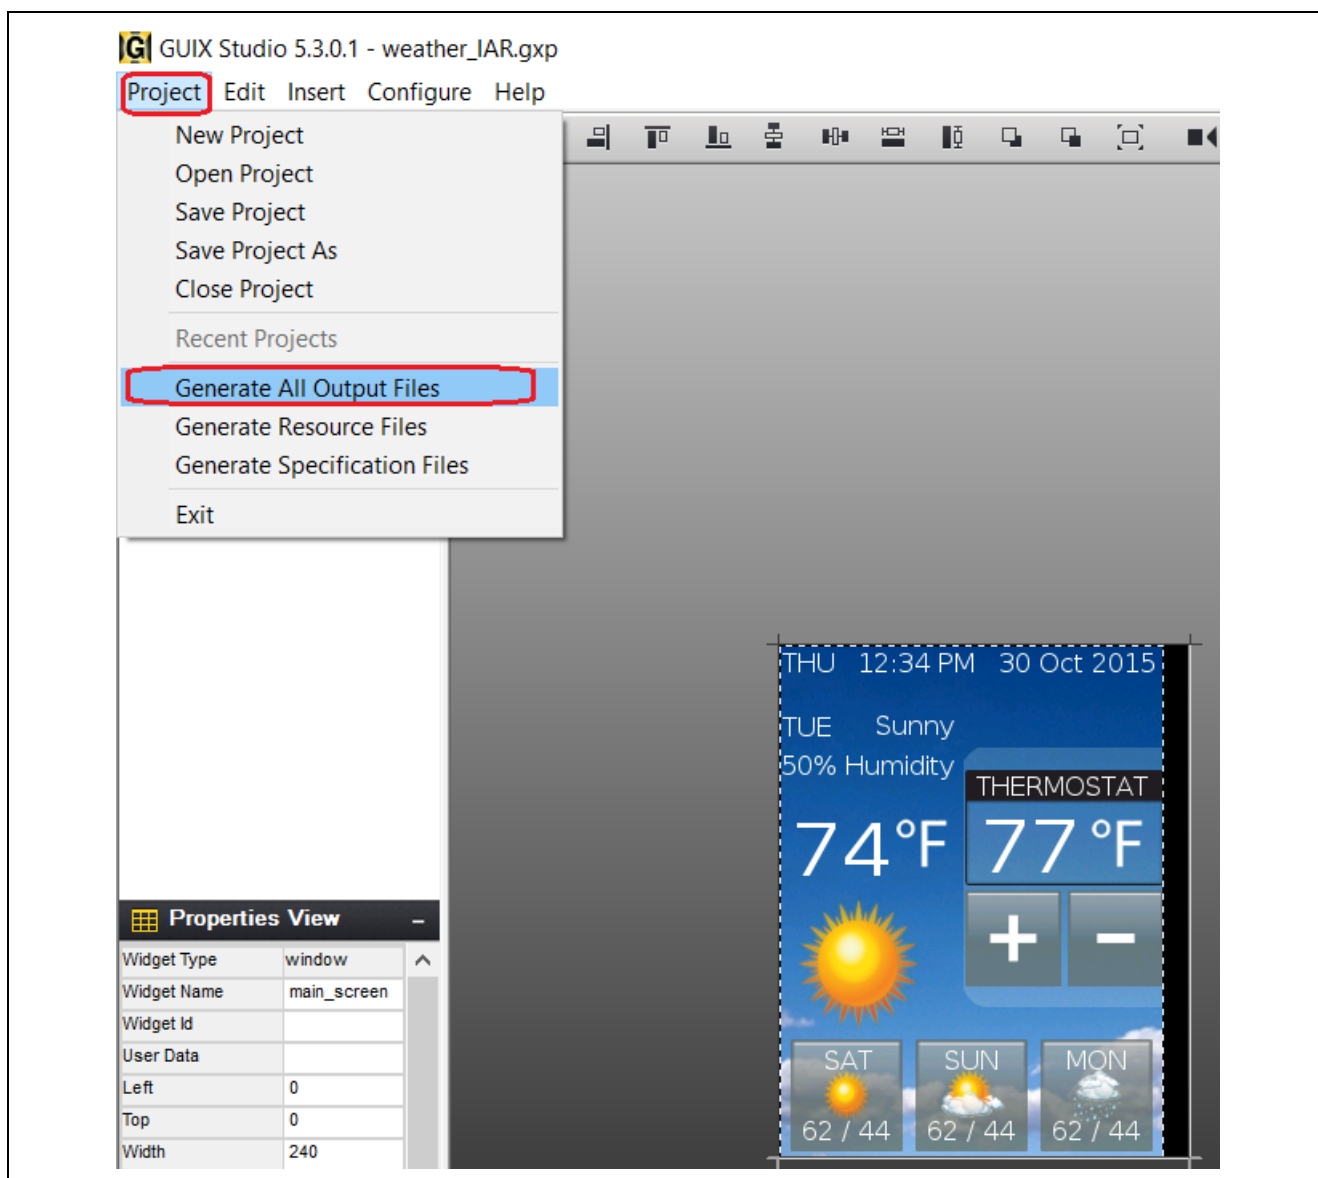 GUIX Studio 5.3.0.1 - weather_IAR.gxp
Project Edit Insert Configure Help
New Project
Open Project
Save Project
Save Project As
Close Project
Recent Projects
Generate All Output Files
Generate Resource Files
Generate Specification Files
Exit
THU 12:34 PM 30 Oct 2015
TUE Sunny
50% Humidity
THERMOSTAT
74°F 77°F
+ −
SAT SUN MON
62 / 44 62 / 44 62 / 44
Properties View
Widget Type window
Widget Name main_screen
Widget Id
User Data
Left 0
Top 0
Width 240